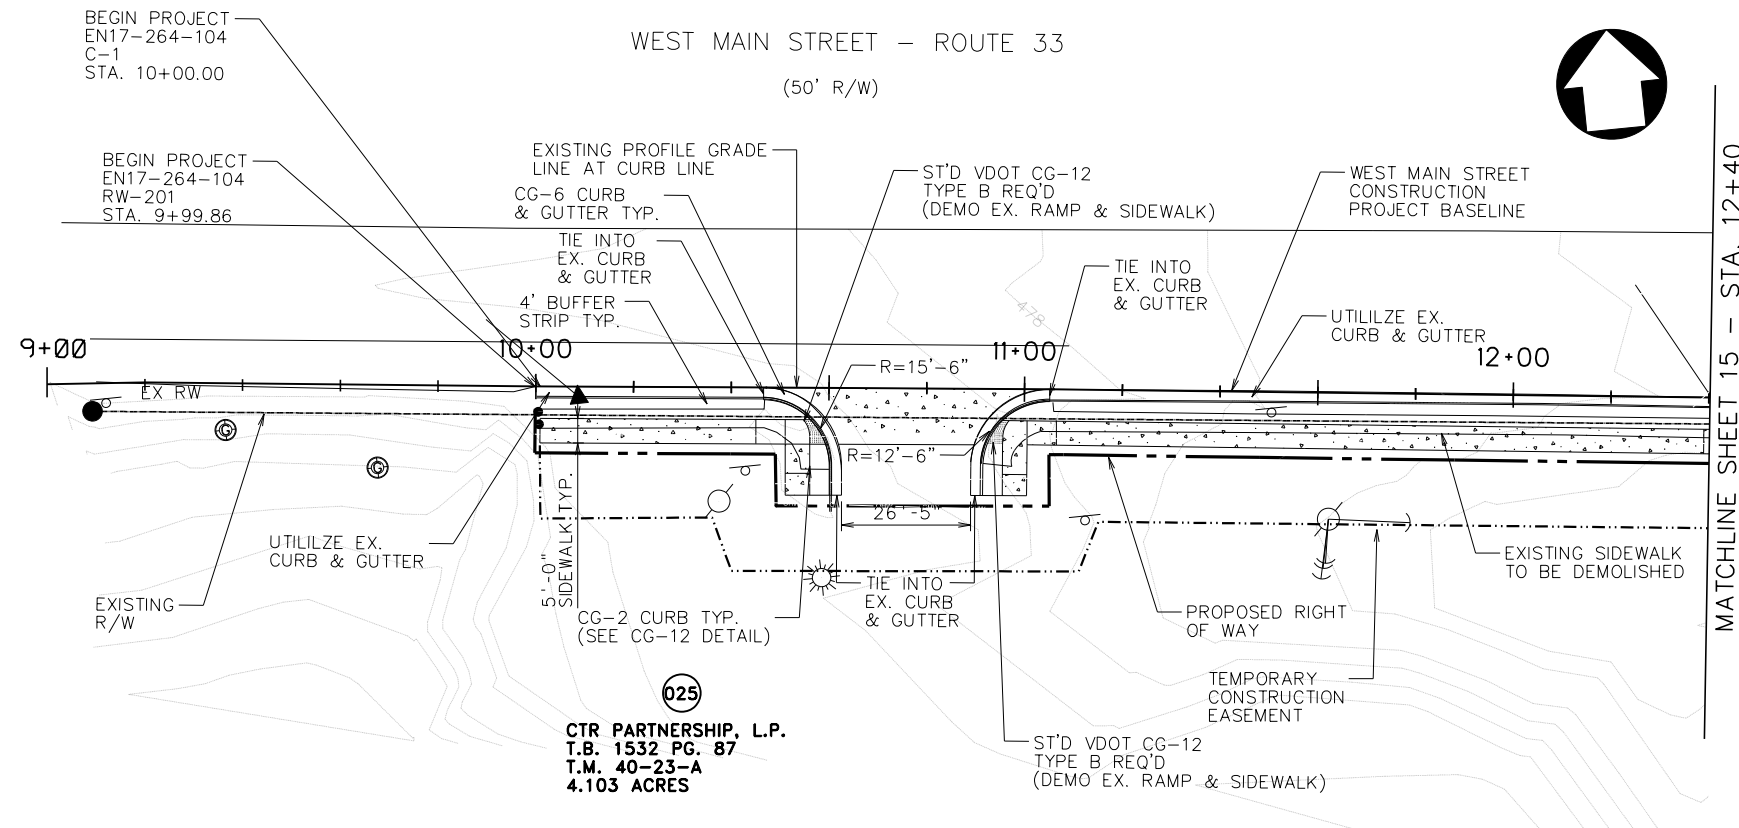 BEGIN PROJECT
EN17-264-104
C-1
STA. 10+00.00
WEST MAIN STREET - ROUTE 33
(50' R/W)
BEGIN PROJECT
EN17-264-104
RW-201
STA. 9+99.86
EXISTING PROFILE GRADE
LINE AT CURB LINE
CG-6 CURB
& GUTTER TYP.
TIE INTO
EX. CURB
& GUTTER
4' BUFFER
STRIP TYP.
ST'D VDOT CG-12
TYPE B REQ'D
(DEMO EX. RAMP & SIDEWALK)
WEST MAIN STREET
CONSTRUCTION
PROJECT BASELINE
TIE INTO
EX. CURB
& GUTTER
478
UTILILZE EX.
CURB & GUTTER
MATCHLINE SHEET 15 - STA. 12+40
9+00
10+00
11+00
12+00
EX RW
R=15'-6"
R=12'-6"
G
G
26'-5"
5'-0"
SIDEWALK TYP.
UTILILZE EX.
CURB & GUTTER
EXISTING
R/W
CG-2 CURB TYP.
(SEE CG-12 DETAIL)
TIE INTO
EX. CURB
& GUTTER
EXISTING SIDEWALK
TO BE DEMOLISHED
PROPOSED RIGHT
OF WAY
TEMPORARY
CONSTRUCTION
EASEMENT
ST'D VDOT CG-12
TYPE B REQ'D
(DEMO EX. RAMP & SIDEWALK)
025
CTR PARTNERSHIP, L.P.
T.B. 1532 PG. 87
T.M. 40-23-A
4.103 ACRES